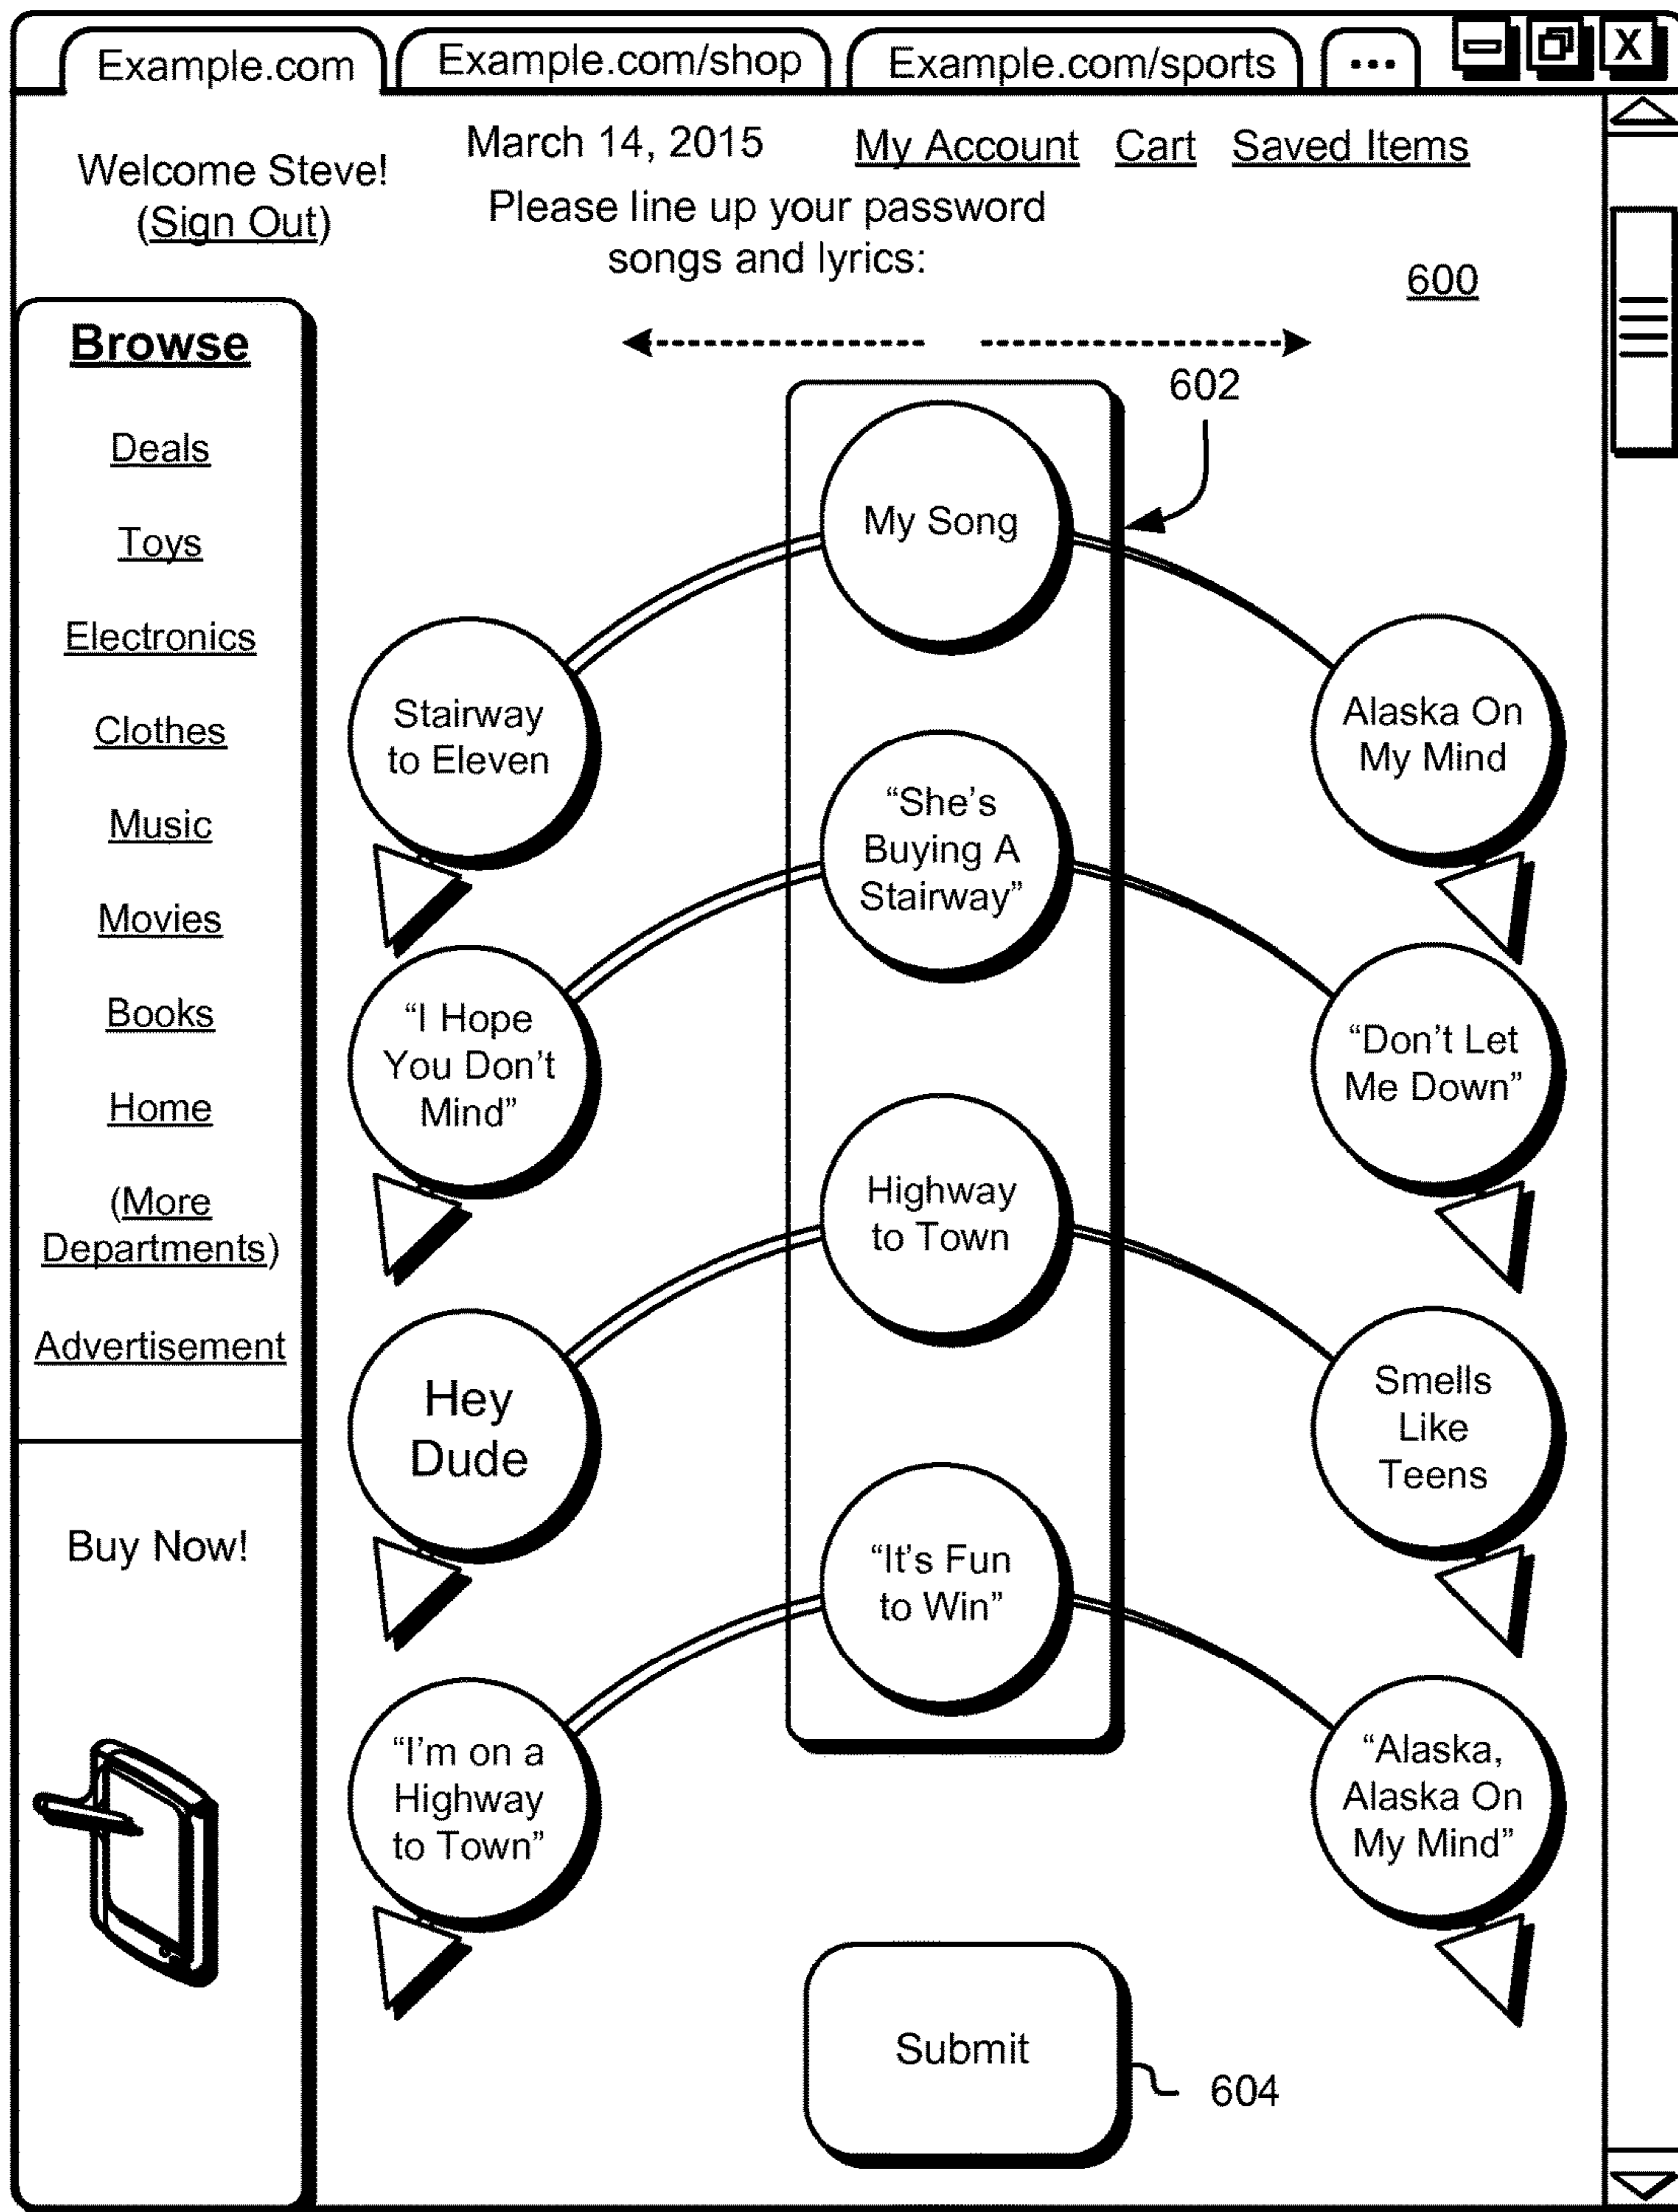 Example.com
Example.com/shop
Example.com/sports
...
X
Welcome Steve!
(Sign Out)
March 14, 2015
My Account
Cart
Saved Items
Please line up your password
songs and lyrics:
600
Browse
Deals
Toys
Electronics
Clothes
Music
Movies
Books
Home
(More
Departments)
Advertisement
Buy Now!
602
My Song
Stairway
to Eleven
Alaska On
My Mind
“She's
Buying A
Stairway”
“I Hope
You Don't
Mind”
“Don't Let
Me Down”
Highway
to Town
Hey
Dude
Smells
Like
Teens
“It's Fun
to Win”
“I'm on a
Highway
to Town”
“Alaska,
Alaska On
My Mind”
Submit
604